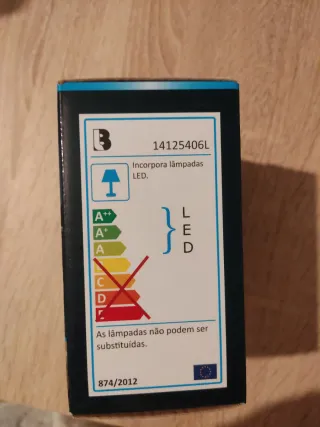 B
14125406L
Incorpora lâmpadas
LED.
A++
A+
A
L
E
D
C
D
As lâmpadas não podem ser
substituídas.
874/2012